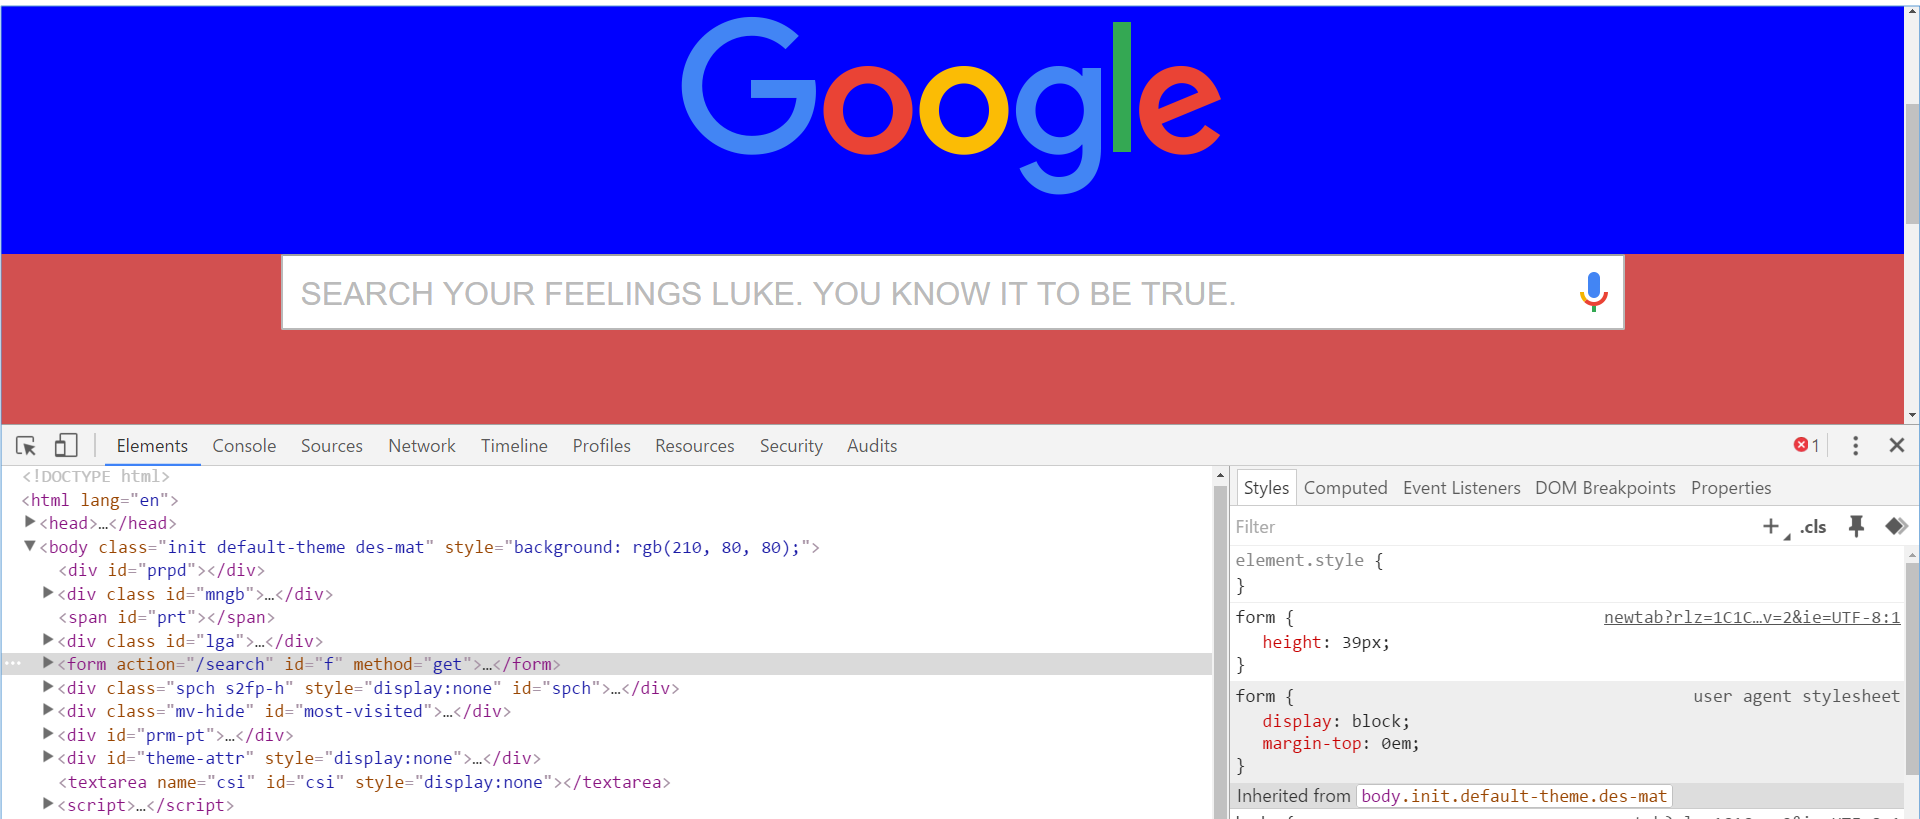 Google
SEARCH YOUR FEELINGS LUKE. YOU KNOW IT TO BE TRUE.
Elements Console Sources Network Timeline Profiles Resources Security Audits 1
<!DOCTYPE html>
<html lang="en">
<head>…</head>
<body class="init default-theme des-mat" style="background: rgb(210, 80, 80);">
<div id="prpd"></div>
<div class id="mngb">…</div>
<span id="prt"></span>
<div class id="lga">…</div>
<form action="/search" id="f" method="get">…</form>
<div class="spch s2fp-h" style="display:none" id="spch">…</div>
<div class="mv-hide" id="most-visited">…</div>
<div id="prm-pt">…</div>
<div id="theme-attr" style="display:none">…</div>
<textarea name="csi" id="csi" style="display:none"></textarea>
<script>…</script>
Styles Computed Event Listeners DOM Breakpoints Properties
Filter .cls
element.style {
}
form { newtab?rlz=1C1C…v=2&ie=UTF-8:1
height: 39px;
}
form { user agent stylesheet
display: block;
margin-top: 0em;
}
Inherited from body.init.default-theme.des-mat